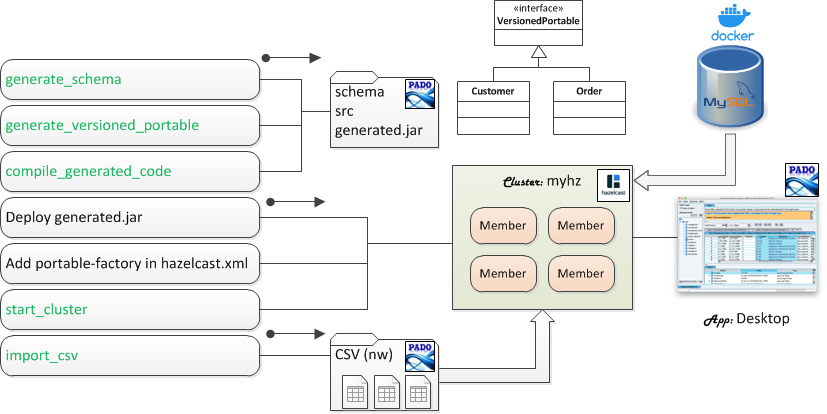 generate_schema
generate_versioned_portable
compile_generated_code
Deploy generated.jar
Add portable-factory in hazelcast.xml
start_cluster
import_csv
PADO
schema
src
generated.jar
PADO
CSV (nw)
«interface»
VersionedPortable
Customer
Order
Cluster: myhz
hazelcast
Member
Member
Member
Member
docker
MySQL
PADO
App: Desktop